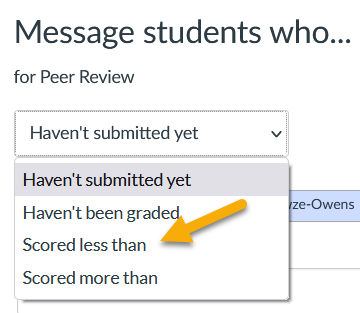 Message students who...
for Peer Review
Haven't submitted yet
Haven't submitted yet
Haven't been graded
-Owens
Scored less than
Scored more than